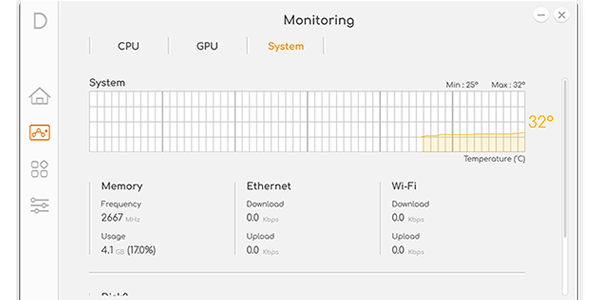 D
Monitoring
CPU GPU System
System Min : 25° Max : 32°
32°
Temperature (°C)
Memory Ethernet Wi-Fi
Frequency Download Download
2667 MHz 0.0 Kbps 0.0 Kbps
Usage Upload Upload
4.1 GB (17.0%) 0.0 Kbps 0.0 Kbps